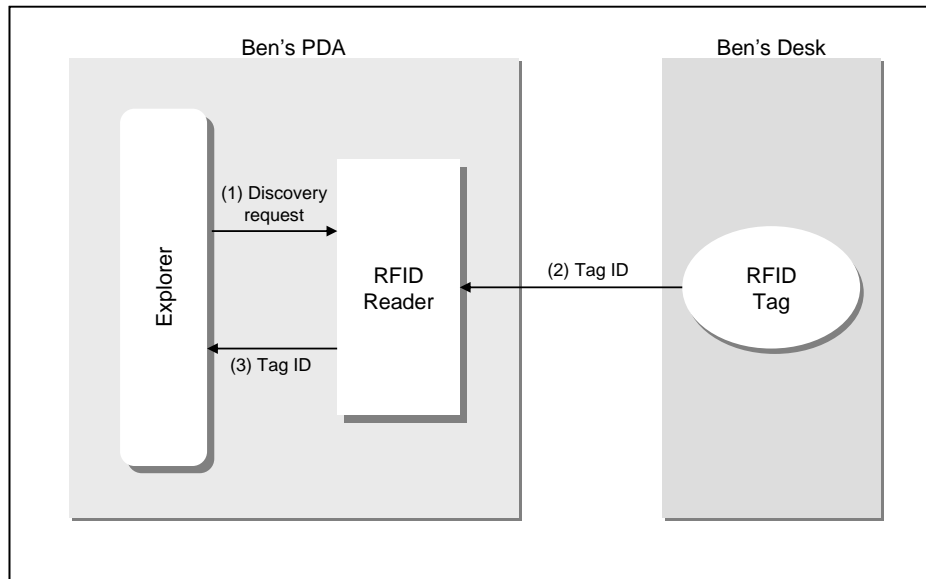 Ben's PDA
Ben's Desk
Explorer
(1) Discovery
request
RFID
Reader
(2) Tag ID
RFID
Tag
(3) Tag ID